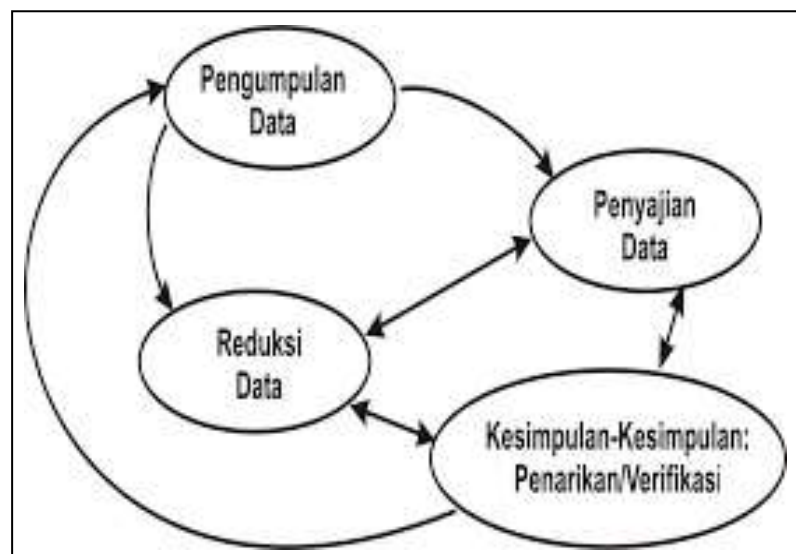 Pengumpulan
Data
Penyajian
Data
Reduksi
Data
Kesimpulan-Kesimpulan:
Penarikan/Verifikasi